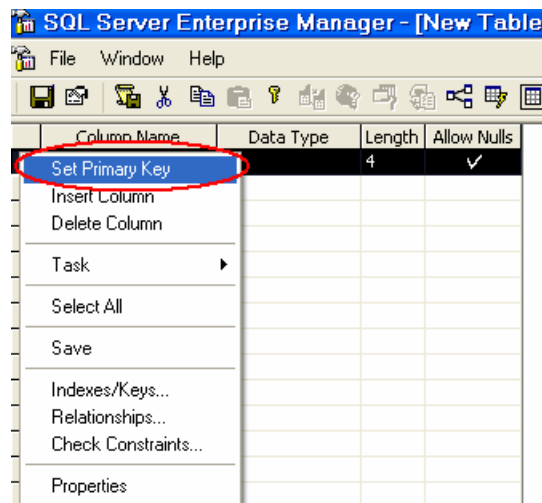 SQL Server Enterprise Manager - [New Table
File Window Help
Column Name Data Type Length Allow Nulls
4
Set Primary Key
Insert Column
Delete Column
Task
Select All
Save
Indexes/Keys...
Relationships...
Check Constraints...
Properties